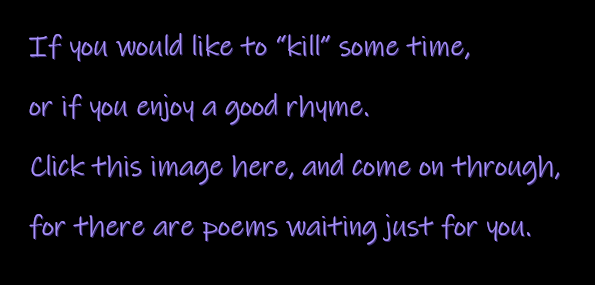 If you would like to “kill” some time,
or if you enjoy a good rhyme.
Click this image here, and come on through,
for there are poems waiting just for you.